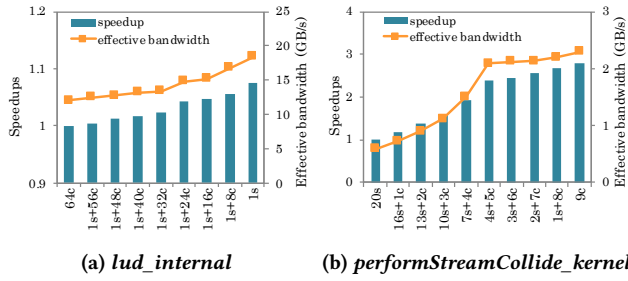 1.2
1.1
1
0.9
Speedups
speedup
effective bandwidth
25
20
15
10
5
0
Effective bandwidth (GB/s)
64c
1s+56c
1s+48c
1s+40c
1s+32c
1s+24c
1s+16c
1s+8c
1s
(a) lud_internal
4
3
2
1
0
Speedups
speedup
effective bandwidth
3
2
1
0
Effective bandwidth (GB/s)
20s
16s+1c
13s+2c
10s+3c
7s+4c
4s+5c
3s+6c
2s+7c
1s+8c
9c
(b) performStreamCollide_kernel